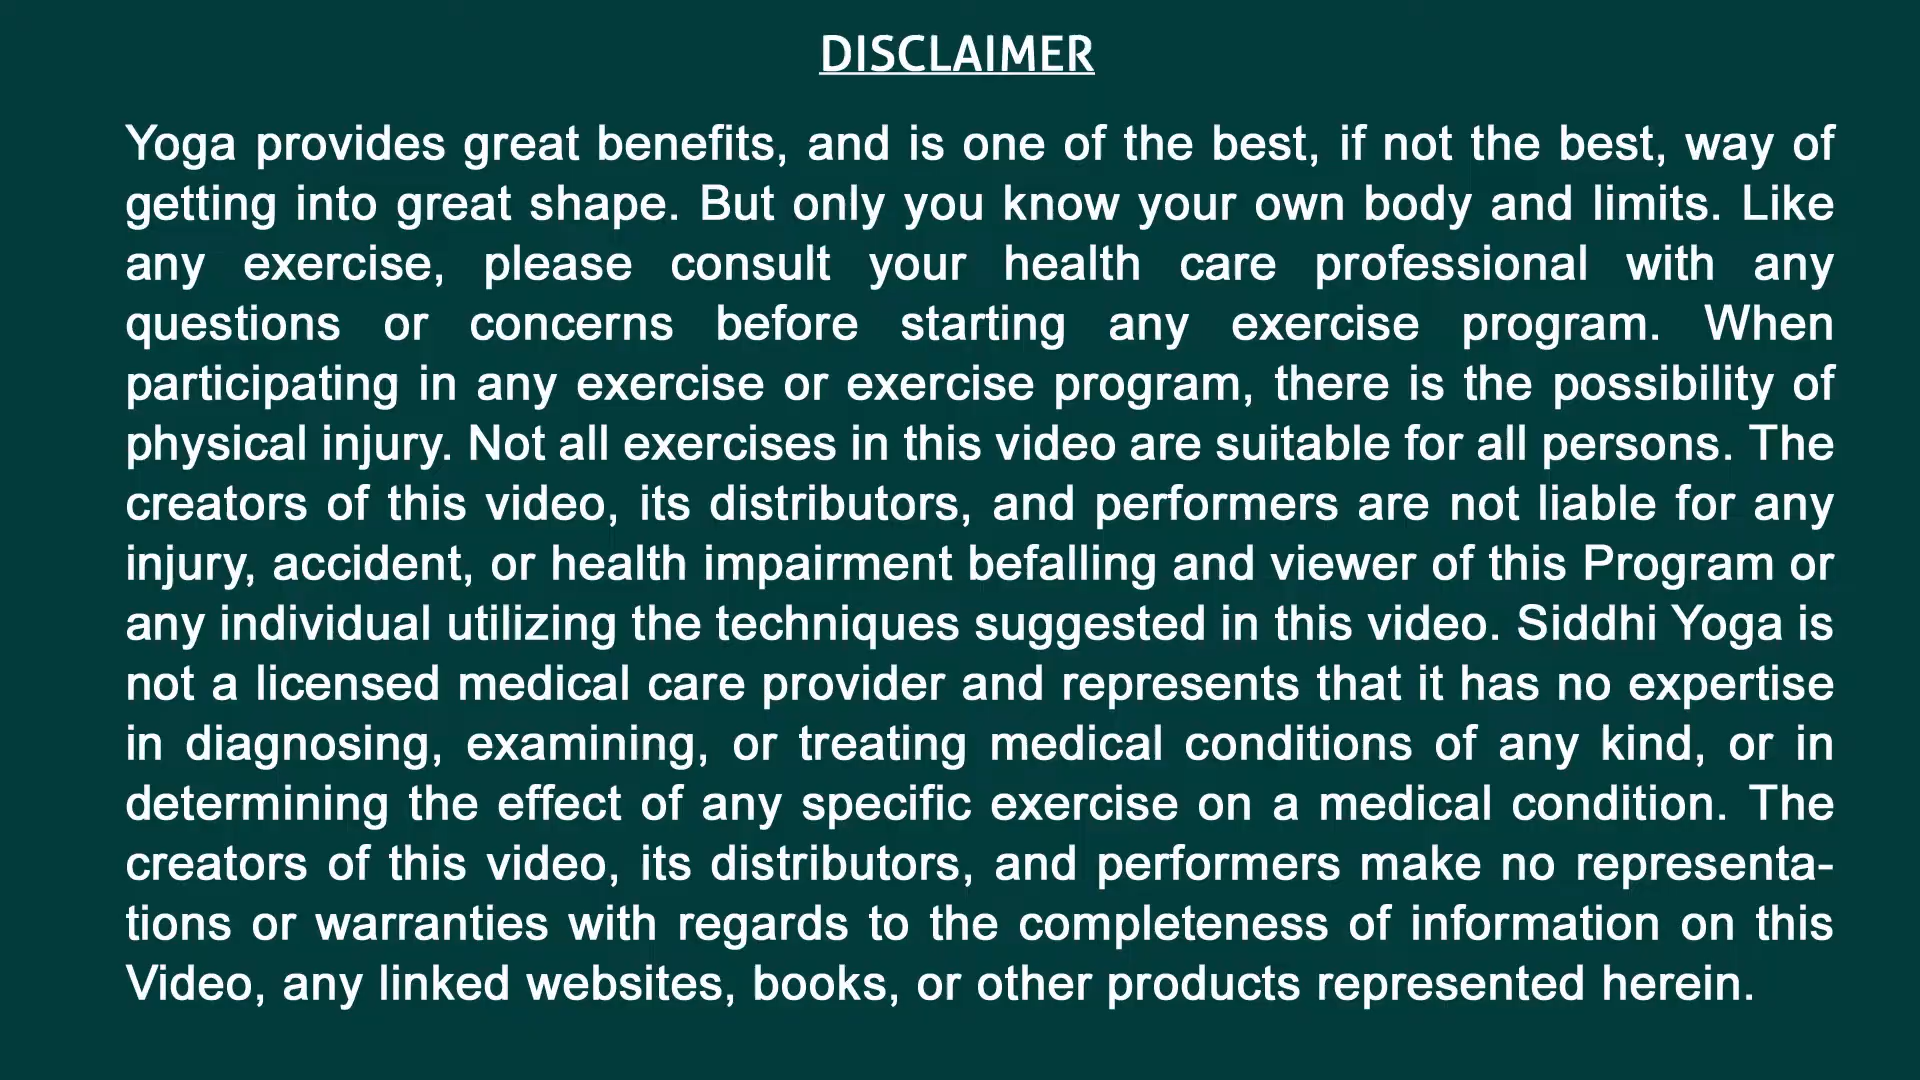 DISCLAIMER
Yoga provides great benefits, and is one of the best, if not the best, way of
getting into great shape. But only you know your own body and limits. Like
any exercise, please consult your health care professional with any
questions or concerns before starting any exercise program. When
participating in any exercise or exercise program, there is the possibility of
physical injury. Not all exercises in this video are suitable for all persons. The
creators of this video, its distributors, and performers are not liable for any
injury, accident, or health impairment befalling and viewer of this Program or
any individual utilizing the techniques suggested in this video. Siddhi Yoga is
not a licensed medical care provider and represents that it has no expertise
in diagnosing, examining, or treating medical conditions of any kind, or in
determining the effect of any specific exercise on a medical condition. The
creators of this video, its distributors, and performers make no representa-
tions or warranties with regards to the completeness of information on this
Video, any linked websites, books, or other products represented herein.